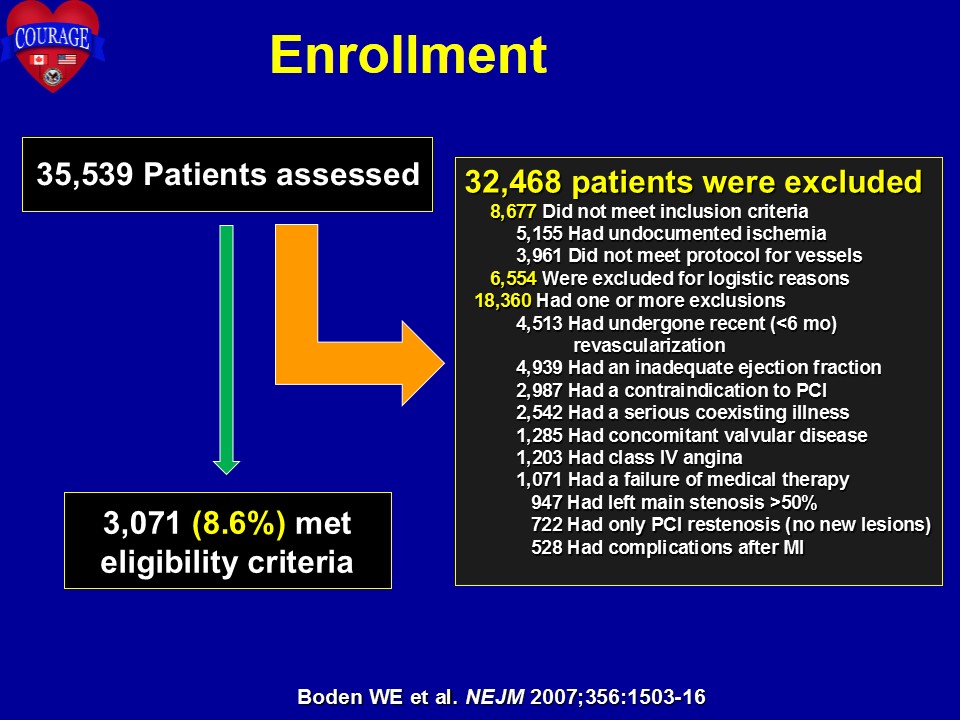 COURAGE
Enrollment
35,539 Patients assessed
32,468 patients were excluded
8,677 Did not meet inclusion criteria
5,155 Had undocumented ischemia
3,961 Did not meet protocol for vessels
6,554 Were excluded for logistic reasons
18,360 Had one or more exclusions
4,513 Had undergone recent (<6 mo)
revascularization
4,939 Had an inadequate ejection fraction
2,987 Had a contraindication to PCI
2,542 Had a serious coexisting illness
1,285 Had concomitant valvular disease
1,203 Had class IV angina
1,071 Had a failure of medical therapy
947 Had left main stenosis >50%
722 Had only PCI restenosis (no new lesions)
528 Had complications after MI
3,071 (8.6%) met
eligibility criteria
Boden WE et al. NEJM 2007;356:1503-16